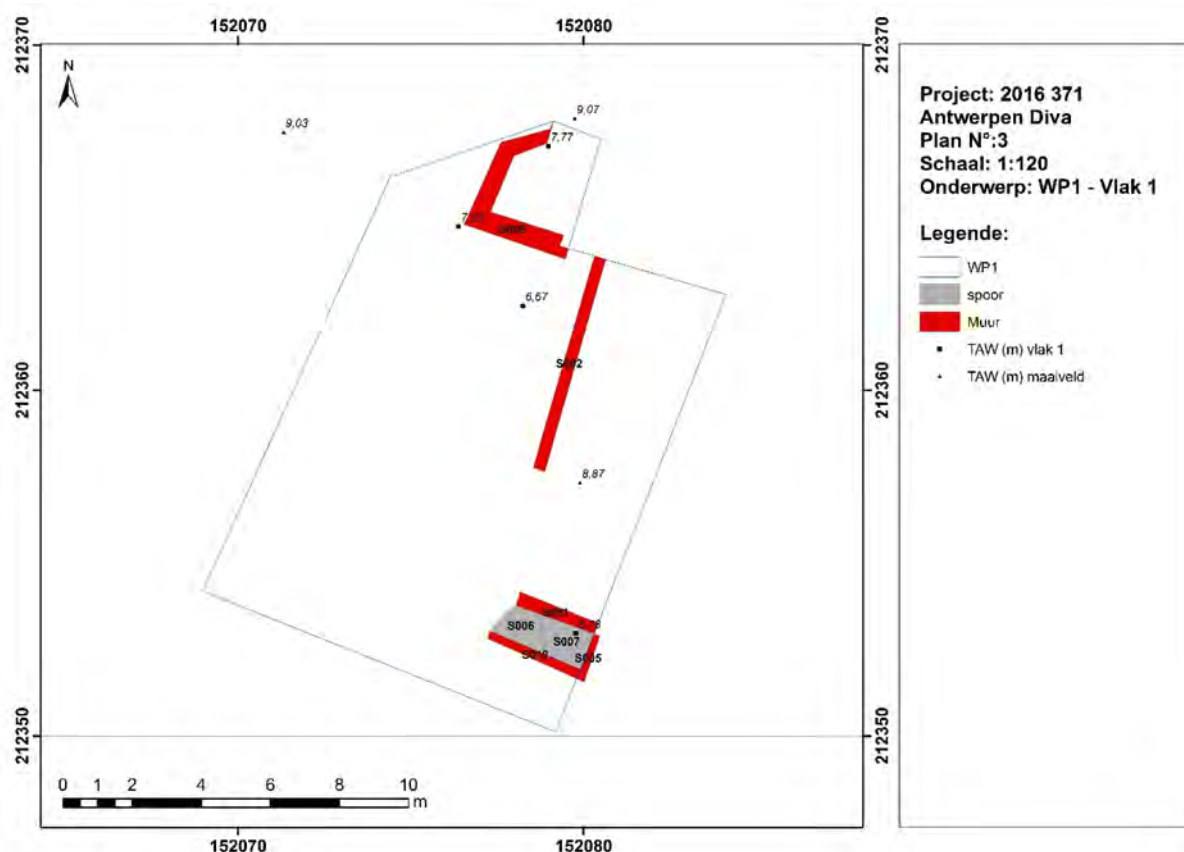 152070
152080
212370
212370
N
9,03
9,07
7,77
6,67
S002
212360
212360
8,87
S006
S007
S005
212350
212350
0 1 2 4 6 8 10
m
152070
152080
Project: 2016 371
Antwerpen Diva
Plan N°:3
Schaal: 1:120
Onderwerp: WP1 - Vlak 1
Legende:
WP1
spoor
Muur
TAW (m) vlak 1
TAW (m) maaiveld